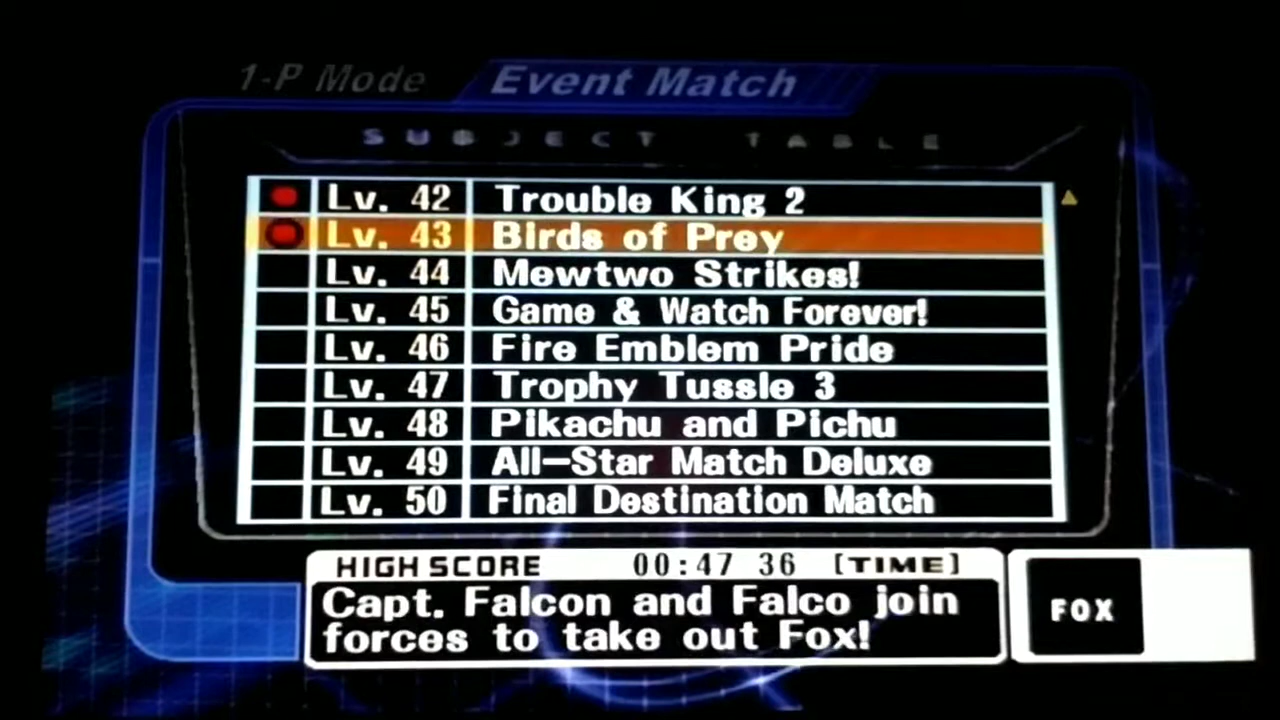 1-P Mode Event Match
SUBJECT TABLE
Lv. 42 Trouble King 2
Lv. 43 Birds of Prey
Lv. 44 Mewtwo Strikes!
Lv. 45 Game & Watch Forever!
Lv. 46 Fire Emblem Pride
Lv. 47 Trophy Tussle 3
Lv. 48 Pikachu and Pichu
Lv. 49 All-Star Match Deluxe
Lv. 50 Final Destination Match
HIGH SCORE 00:47 36 [TIME]
Capt. Falcon and Falco join
forces to take out Fox!
FOX